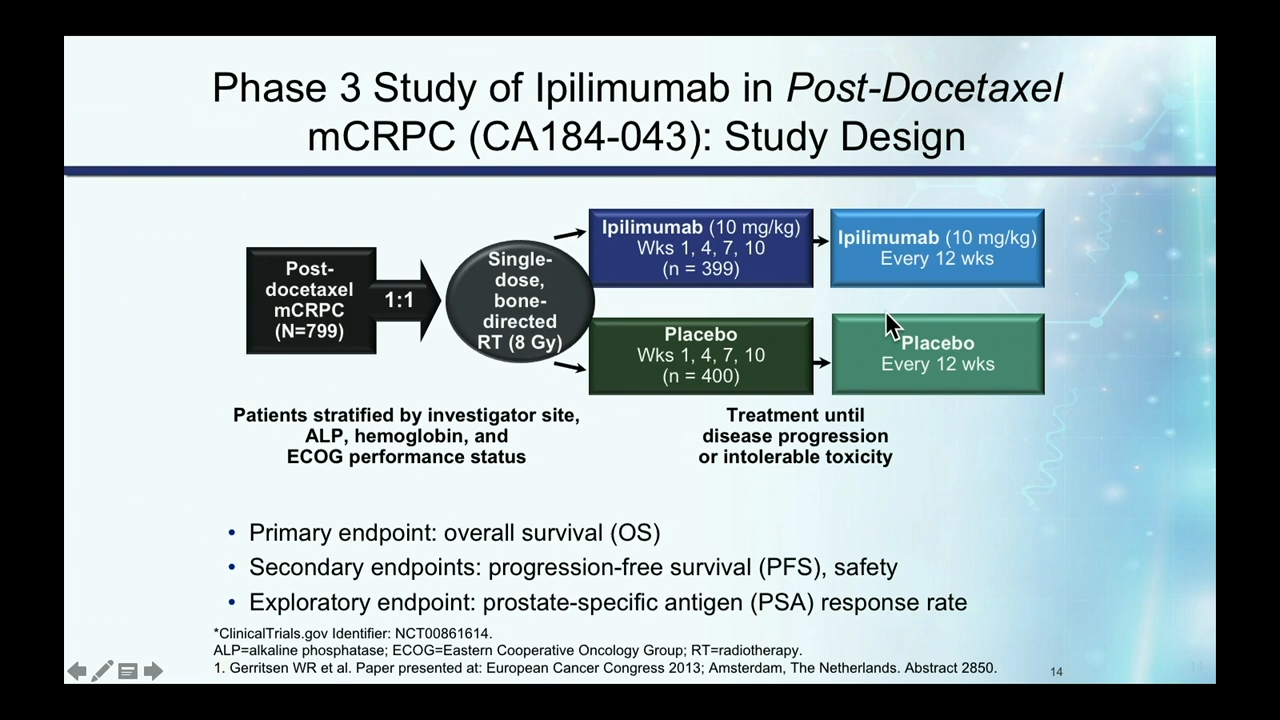 Phase 3 Study of Ipilimumab in Post-Docetaxel
mCRPC (CA184-043): Study Design
Post-
docetaxel
mCRPC
(N=799)
1:1
Single-
dose,
bone-
directed
RT (8 Gy)
Ipilimumab (10 mg/kg)
Wks 1, 4, 7, 10
(n = 399)
Ipilimumab (10 mg/kg)
Every 12 wks
Placebo
Wks 1, 4, 7, 10
(n = 400)
Placebo
Every 12 wks
Patients stratified by investigator site,
ALP, hemoglobin, and
ECOG performance status
Treatment until
disease progression
or intolerable toxicity
• Primary endpoint: overall survival (OS)
• Secondary endpoints: progression-free survival (PFS), safety
• Exploratory endpoint: prostate-specific antigen (PSA) response rate
*ClinicalTrials.gov Identifier: NCT00861614.
ALP=alkaline phosphatase; ECOG=Eastern Cooperative Oncology Group; RT=radiotherapy.
1. Gerritsen WR et al. Paper presented at: European Cancer Congress 2013; Amsterdam, The Netherlands. Abstract 2850.
14